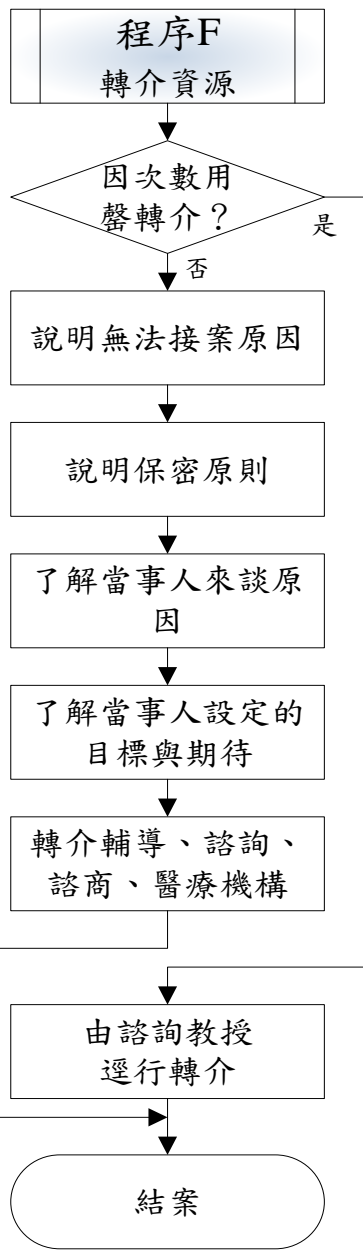 程序F
轉介資源
因次數用
罄轉介？
是
否
說明無法接案原因
說明保密原則
了解當事人來談原
因
了解當事人設定的
目標與期待
轉介輔導、諮詢、
諮商、醫療機構
由諮詢教授
逕行轉介
結案